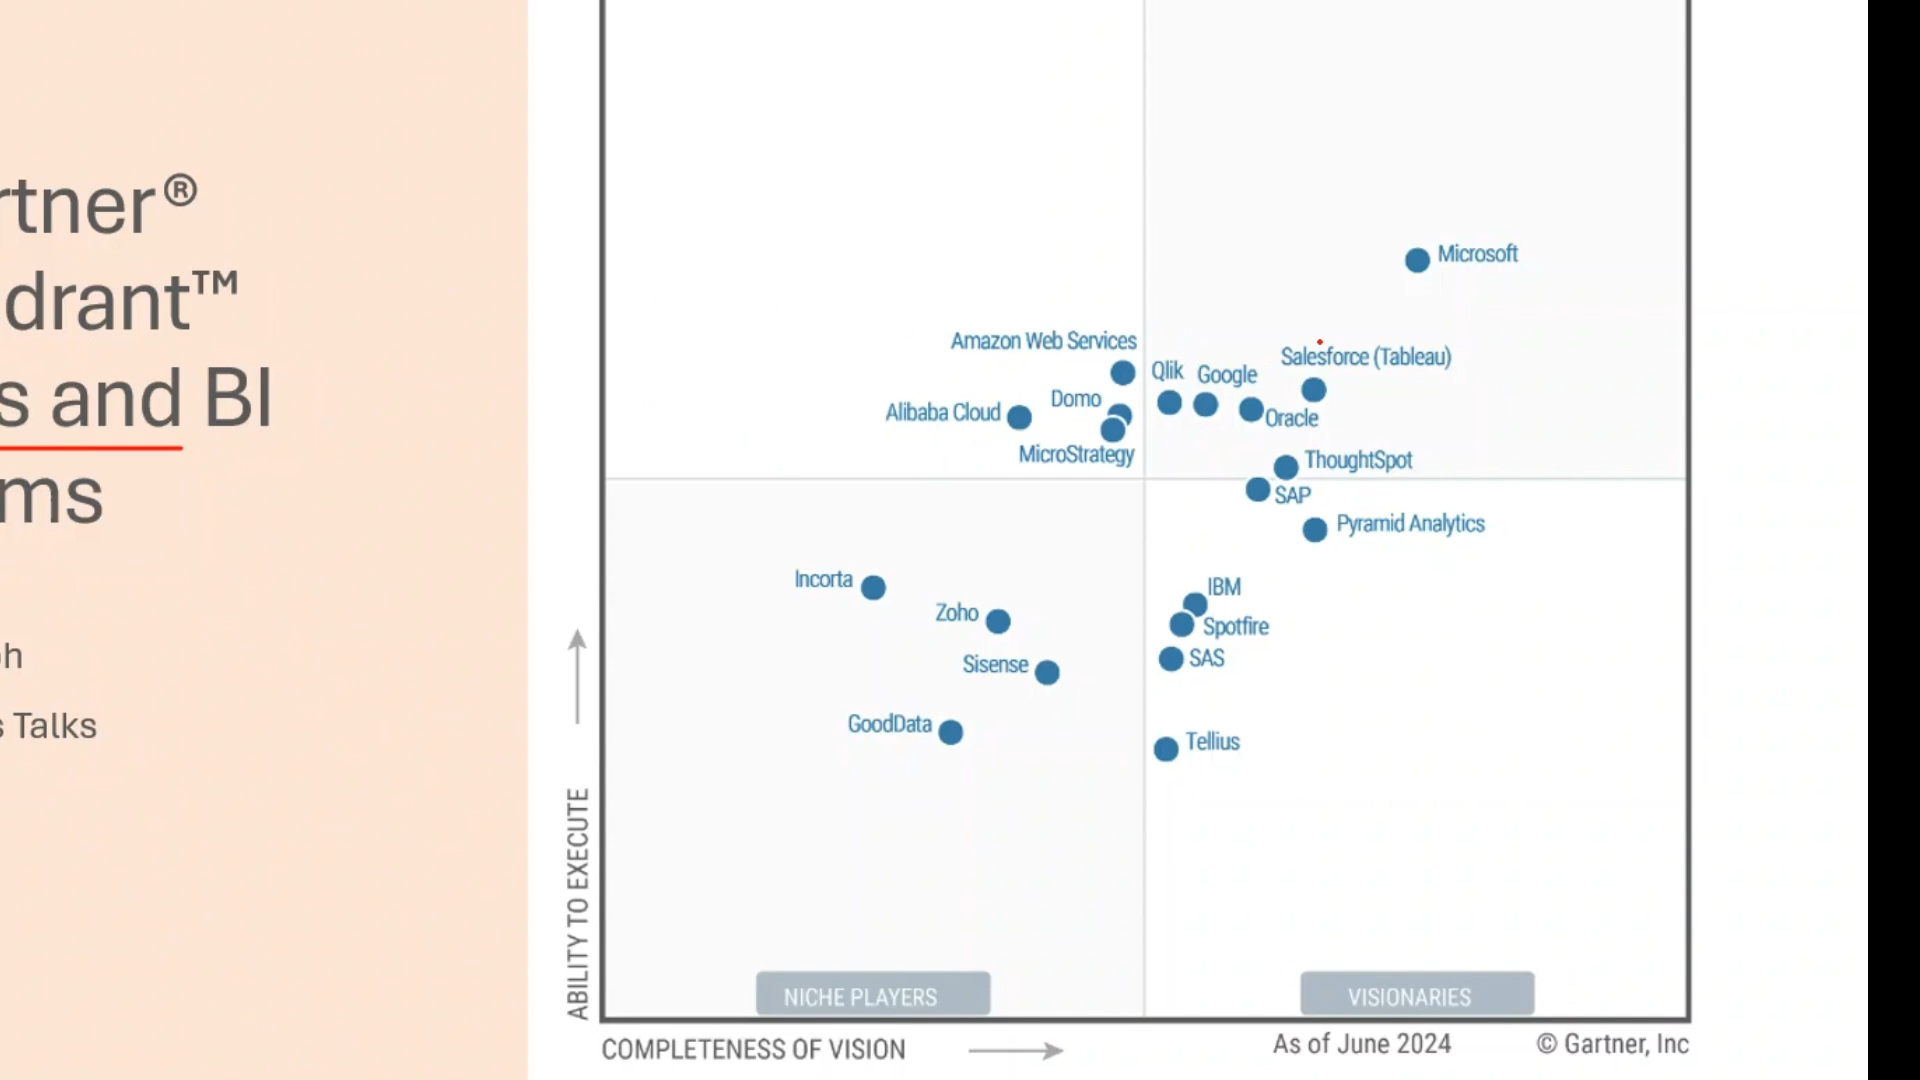 rtner®
drant™
s and BI
ms
oh
s Talks
Microsoft
Amazon Web Services
Salesforce (Tableau)
Qlik
Google
Domo
Alibaba Cloud
Oracle
MicroStrategy
ThoughtSpot
SAP
Pyramid Analytics
Incorta
IBM
Zoho
Spotfire
SAS
Sisense
GoodData
Tellius
ABILITY TO EXECUTE
NICHE PLAYERS
VISIONARIES
COMPLETENESS OF VISION
As of June 2024
© Gartner, Inc